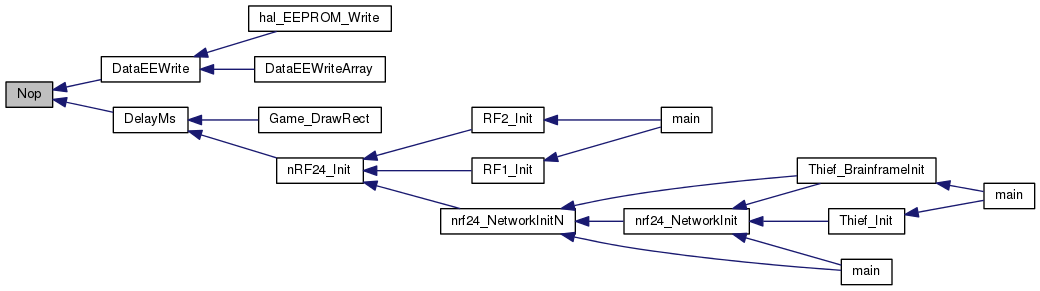 hal_EEPROM_Write
DataEEWrite
DataEEWriteArray
Nop
DelayMs
Game_DrawRect
RF2_Init
main
nRF24_Init
RF1_Init
Thief_BrainframeInit
main
nrf24_NetworkInitN
nrf24_NetworkInit
Thief_Init
main